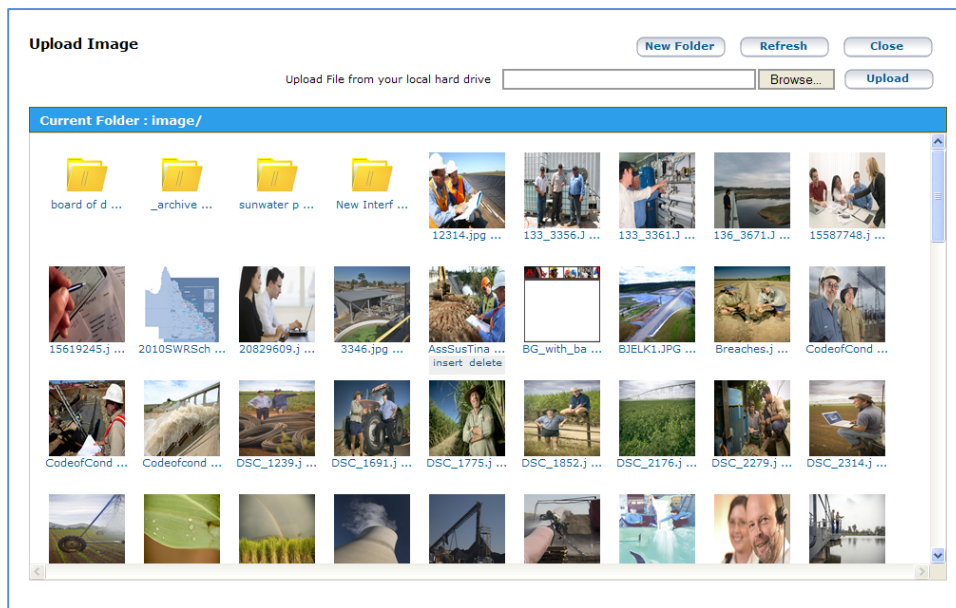 Upload Image
New Folder
Refresh
Close
Upload File from your local hard drive
Browse...
Upload
Current Folder : image/
board of d ...
_archive ...
sunwater p ...
New Interf ...
12314.jpg ...
133_3356.J ...
133_3361.J ...
136_3671.J ...
15587748.j ...
15619245.j ...
2010SWRSch ...
20829609.j ...
3346.jpg ...
AssSusTina ...
BG_with_ba ...
BJELK1.JPG ...
Breaches.j ...
CodeofCond ...
insert delete
CodeofCond ...
Codeofcond ...
DSC_1239.j ...
DSC_1691.j ...
DSC_1775.j ...
DSC_1852.j ...
DSC_2176.j ...
DSC_2279.j ...
DSC_2314.j ...